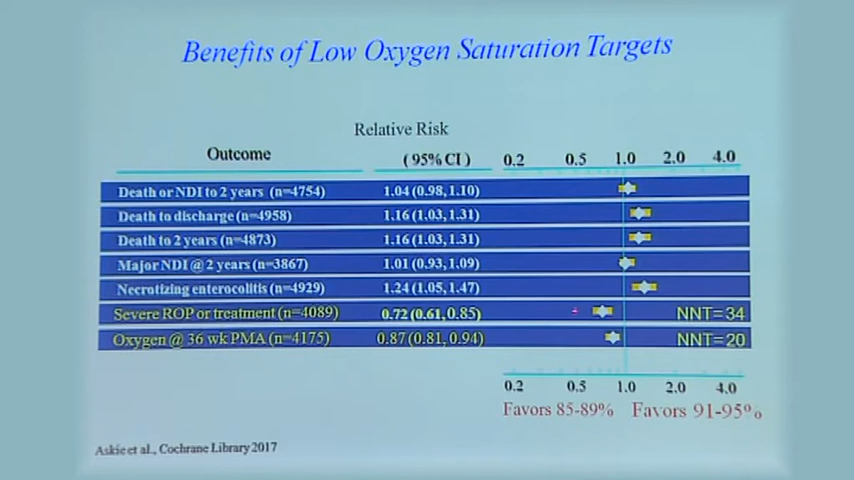 Benefits of Low Oxygen Saturation Targets
Relative Risk
Outcome (95% CI) 0.2 0.5 1.0 2.0 4.0
Death or NDI to 2 years (n=4754) 1.04 (0.98, 1.10)
Death to discharge (n=4958) 1.16 (1.03, 1.31)
Death to 2 years (n=4873) 1.16 (1.03, 1.31)
Major NDI @ 2 years (n=3867) 1.01 (0.93, 1.09)
Necrotizing enterocolitis (n=4929) 1.24 (1.05, 1.47)
Severe ROP or treatment (n=4089) 0.72 (0.61, 0.85) NNT=34
Oxygen @ 36 wk PMA (n=4175) 0.87 (0.81, 0.94) NNT=20
0.2 0.5 1.0 2.0 4.0
Favors 85-89% Favors 91-95%
Askie et al., Cochrane Library 2017